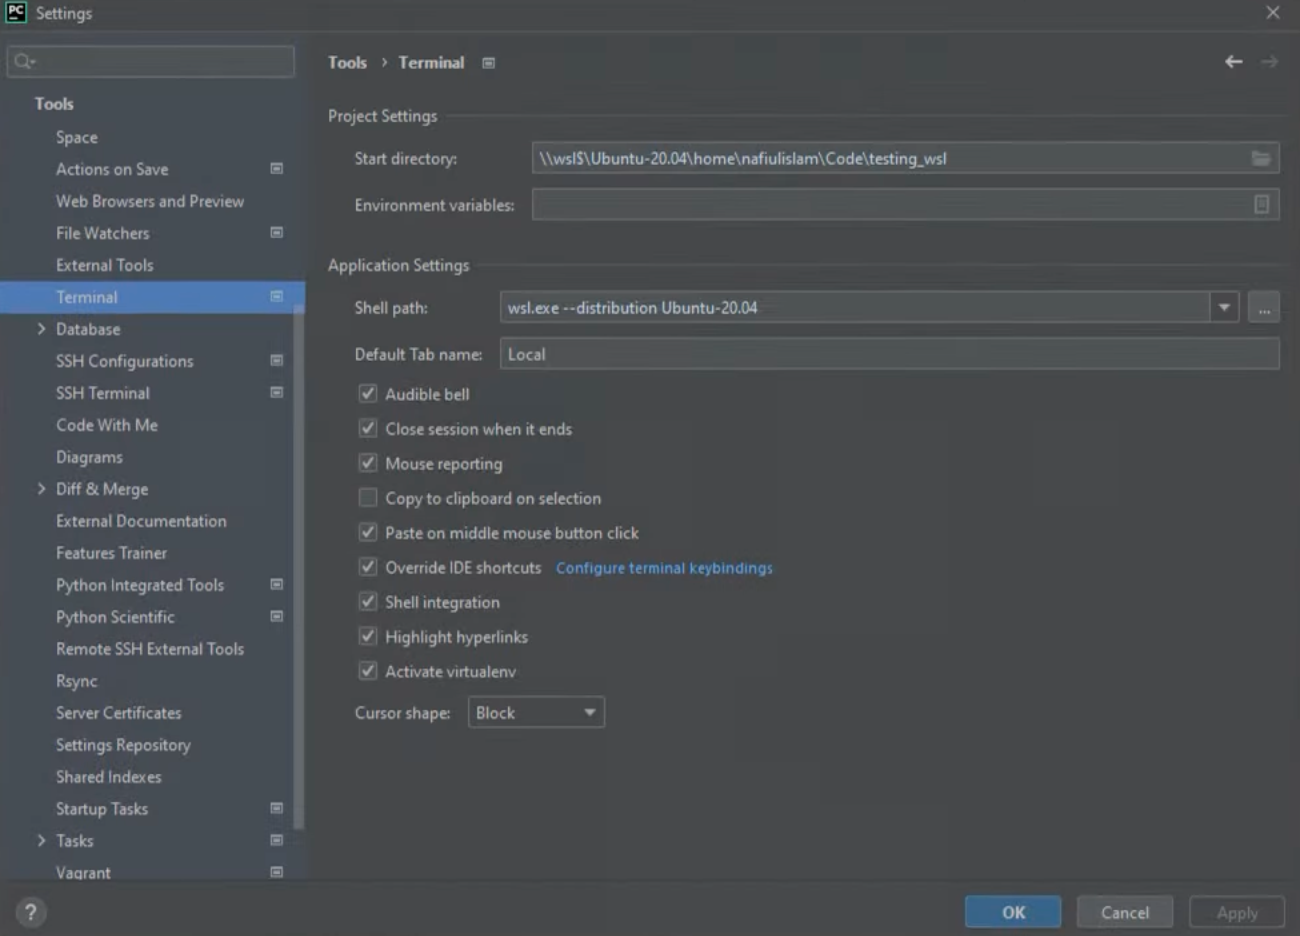 PC Settings
Tools
Space
Actions on Save
Web Browsers and Preview
File Watchers
External Tools
Terminal
Database
SSH Configurations
SSH Terminal
Code With Me
Diagrams
Diff & Merge
External Documentation
Features Trainer
Python Integrated Tools
Python Scientific
Remote SSH External Tools
Rsync
Server Certificates
Settings Repository
Shared Indexes
Startup Tasks
Tasks
Vagrant
Tools › Terminal
Project Settings
Start directory: \\wsl$\Ubuntu-20.04\home\nafiulislam\Code\testing_wsl
Environment variables:
Application Settings
Shell path: wsl.exe --distribution Ubuntu-20.04 ...
Default Tab name: Local
Audible bell
Close session when it ends
Mouse reporting
Copy to clipboard on selection
Paste on middle mouse button click
Override IDE shortcuts Configure terminal keybindings
Shell integration
Highlight hyperlinks
Activate virtualenv
Cursor shape: Block
? OK Cancel Apply